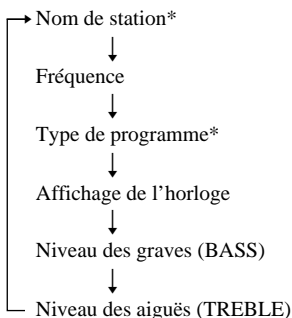 Nom de station*
Fréquence
Type de programme*
Affichage de l’horloge
Niveau des graves (BASS)
Niveau des aiguës (TREBLE)